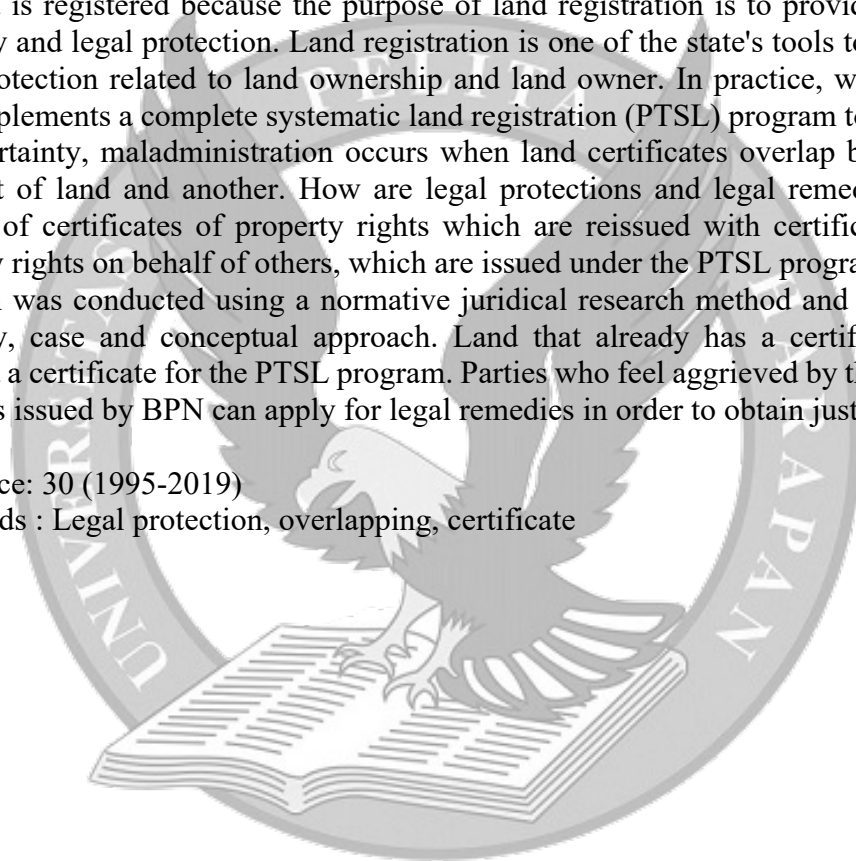 is registered because the purpose of land registration is to provid
y and legal protection. Land registration is one of the state's tools to
otection related to land ownership and land owner. In practice, w
plements a complete systematic land registration (PTSL) program to
rtainty, maladministration occurs when land certificates overlap b
t of land and another. How are legal protections and legal remed
of certificates of property rights which are reissued with certific
y rights on behalf of others, which are issued under the PTSL progra
was conducted using a normative juridical research method and
y, case and conceptual approach. Land that already has a certif
a certificate for the PTSL program. Parties who feel aggrieved by t
s issued by BPN can apply for legal remedies in order to obtain just
ce: 30 (1995-2019)
ds : Legal protection, overlapping, certificate
UNIVERSITAS PELITA HARAPAN